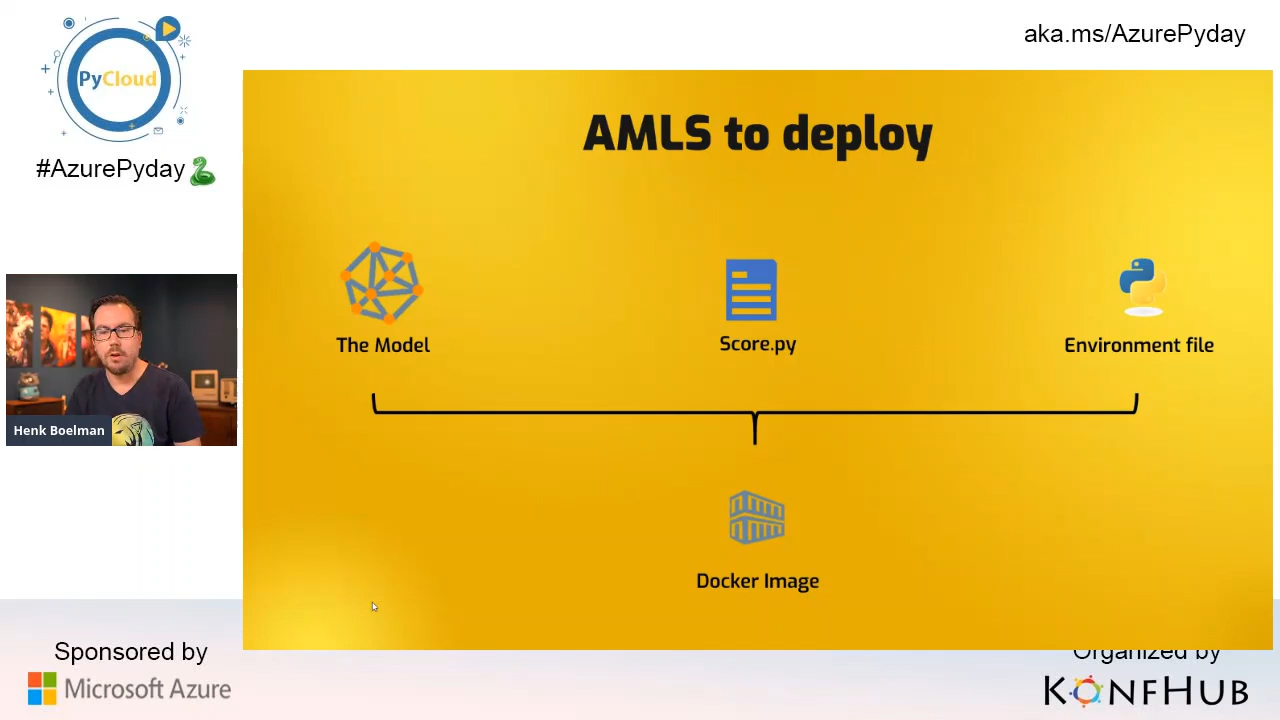 PyCloud
#AzurePyday
aka.ms/AzurePyday
AMLS to deploy
The Model
Score.py
Environment file
Docker Image
Henk Boelman
Sponsored by
Microsoft Azure
Organized by
KONFHUB